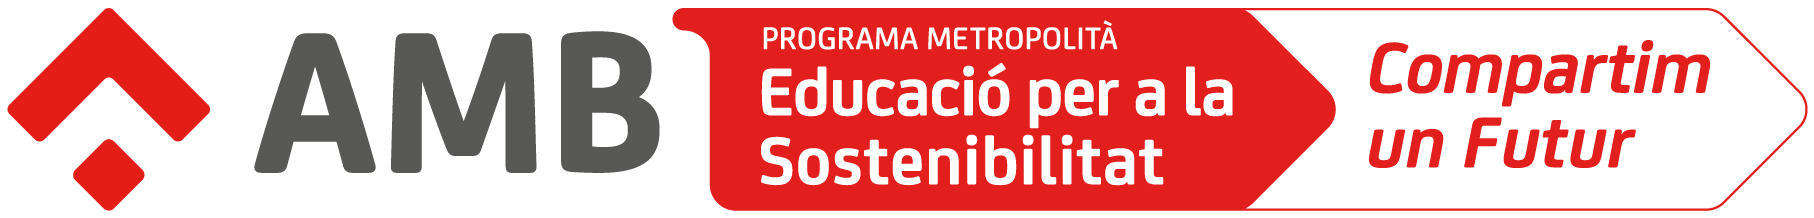 AMB
PROGRAMA METROPOLITÀ
Educació per a la
Sostenibilitat
Compartim
un Futur